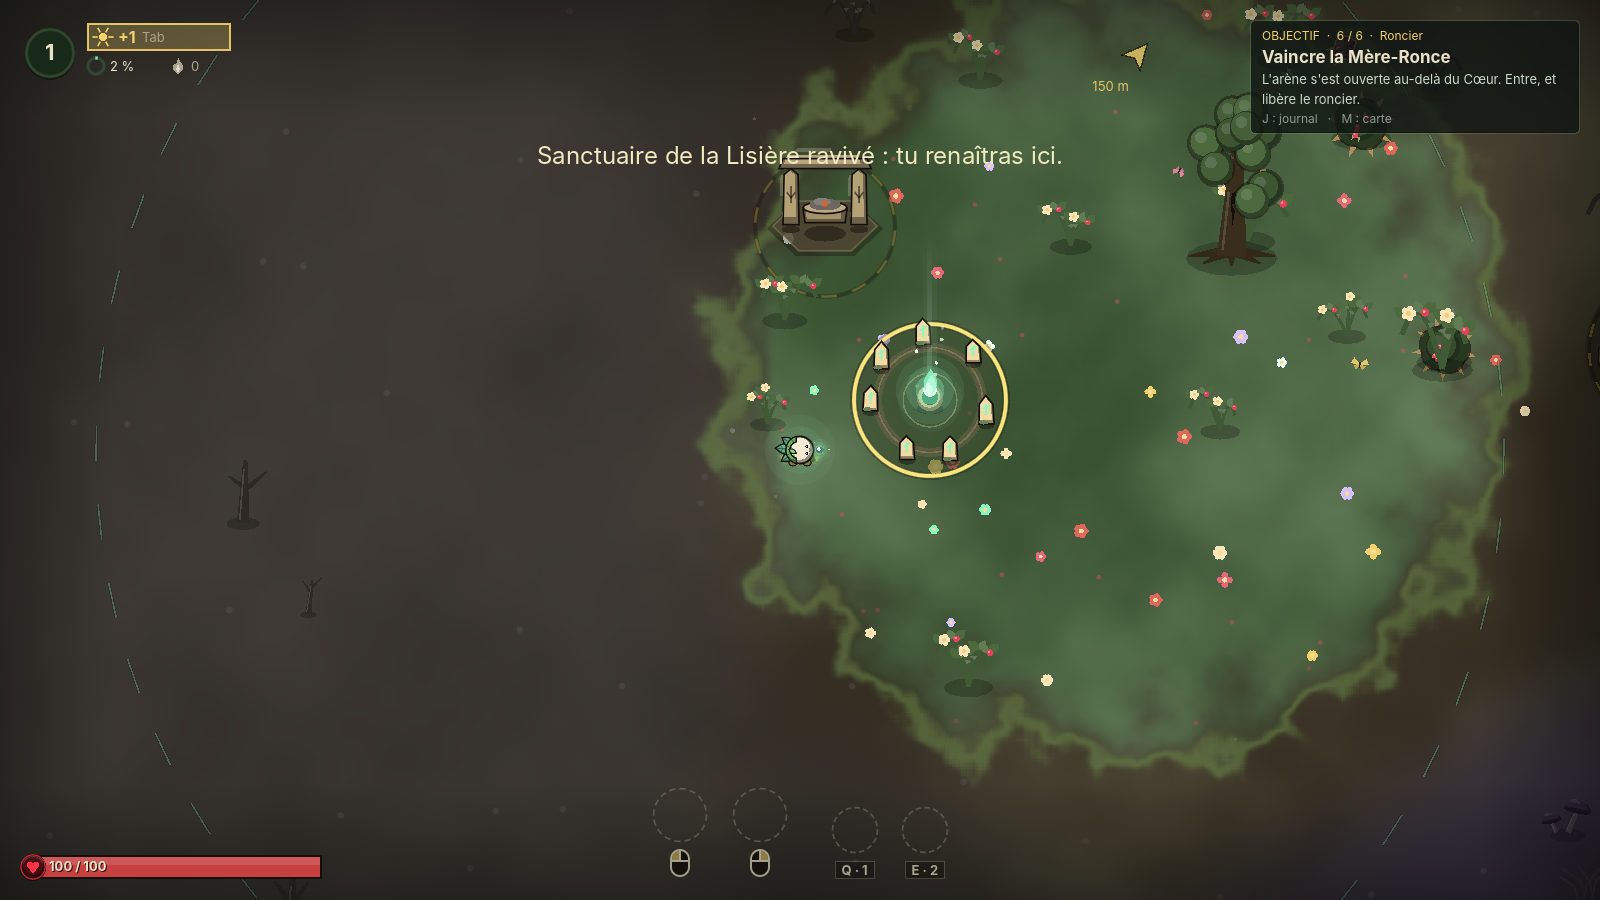 1
+1 Tab
2 %
0
150 m
OBJECTIF · 6 / 6 · Roncier
Vaincre la Mère-Ronce
L'arène s'est ouverte au-delà du Cœur. Entre, et
libère le roncier.
J : journal · M : carte
Sanctuaire de la Lisière ravivé : tu renaîtras ici.
100 / 100
Q · 1
E · 2